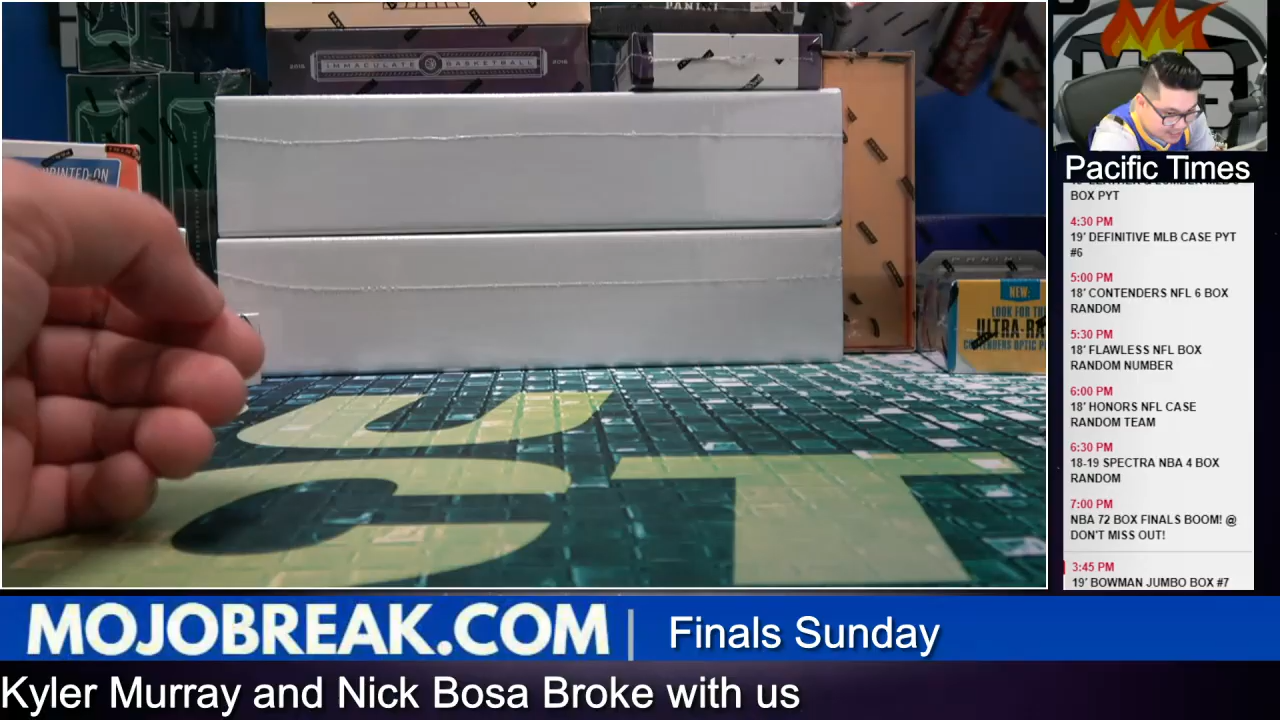 PANINI
2016 IMMACULATE BASKETBALL 2016
NEW:
LOOK FOR THE
ULTRA-RA
CONTENDERS OPTIC P
Pacific Times
BOX PYT
4:30 PM
19' DEFINITIVE MLB CASE PYT
#6
5:00 PM
18' CONTENDERS NFL 6 BOX
RANDOM
5:30 PM
18' FLAWLESS NFL BOX
RANDOM NUMBER
6:00 PM
18' HONORS NFL CASE
RANDOM TEAM
6:30 PM
18-19 SPECTRA NBA 4 BOX
RANDOM
7:00 PM
NBA 72 BOX FINALS BOOM! @
DON'T MISS OUT!
3:45 PM
19' BOWMAN JUMBO BOX #7
MOJOBREAK.COM | Finals Sunday
Kyler Murray and Nick Bosa Broke with us